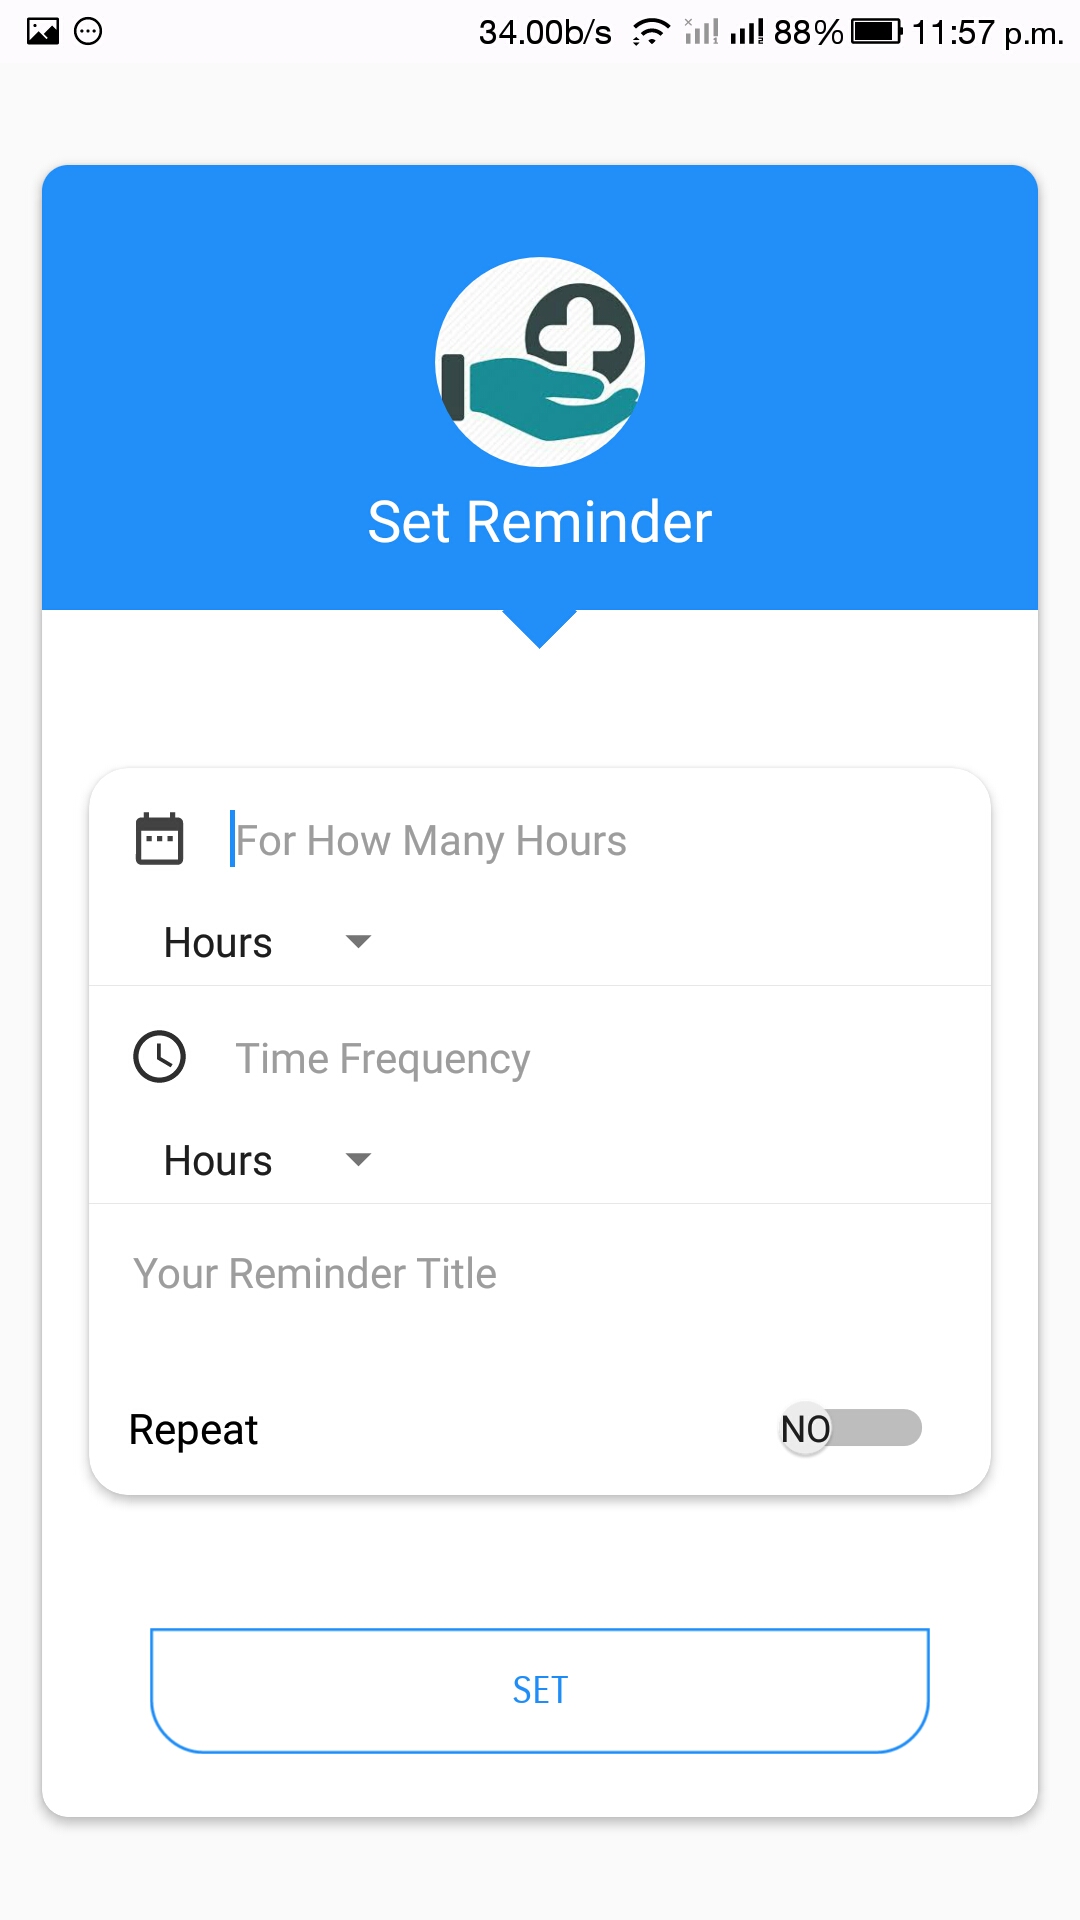 34.00b/s 88% 11:57 p.m.
Set Reminder
For How Many Hours
Hours
Time Frequency
Hours
Your Reminder Title
Repeat NO
SET